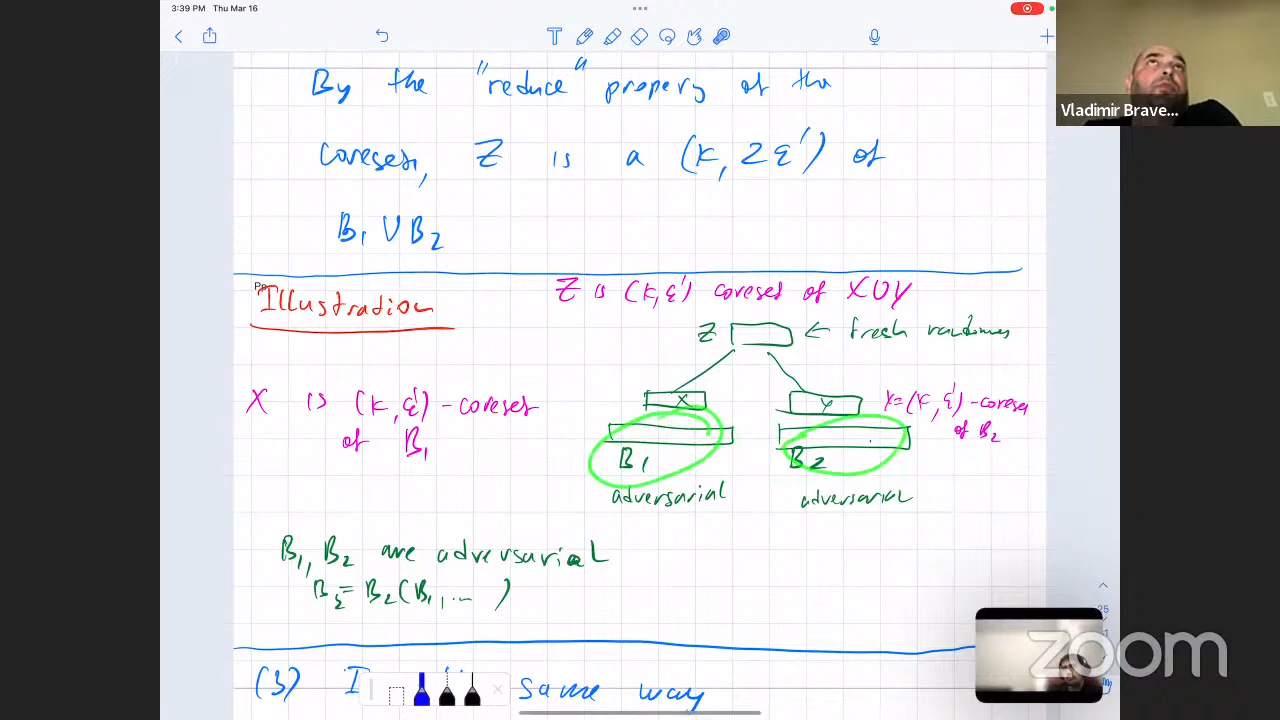 3:39 PM Thu Mar 16
By the "reduce" propery of the
coreset, Z is a (k, 2ε') of
B₁ ∪ B₂
Illustration
Z is (k, ε') coreset of X∪Y
Z ← fresh randomnes
X is (k, ε') - coreset
of B₁
X
Y
Y = (k, ε') - coreset
of B₂
B₁
B₂
adversarial
adversarial
B₁, B₂ are adversarial
B₂ = B₂(B₁, ... )
(3) I same way
Vladimir Brave...
zoom